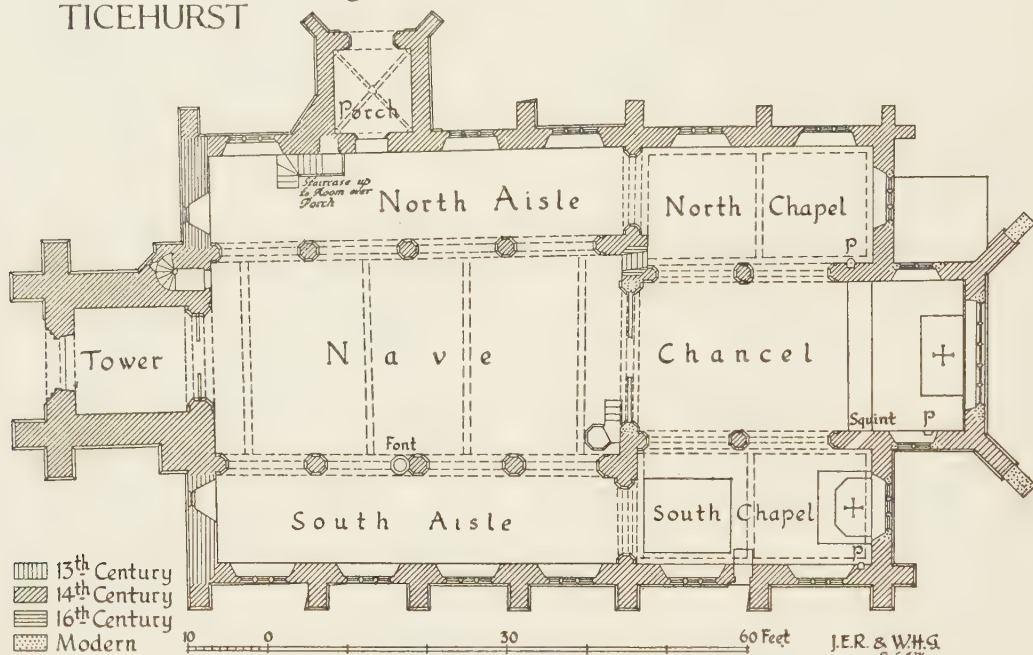 TICEHURST
Porch
Staircase up
to Room over
Porch
North Aisle
North Chapel
P
Tower
Nave
Chancel
Squint
P
Font
South Aisle
South Chapel
P
13th Century
14th Century
16th Century
Modern
10 0 30 60 Feet
J.E.R. & W.H.G.